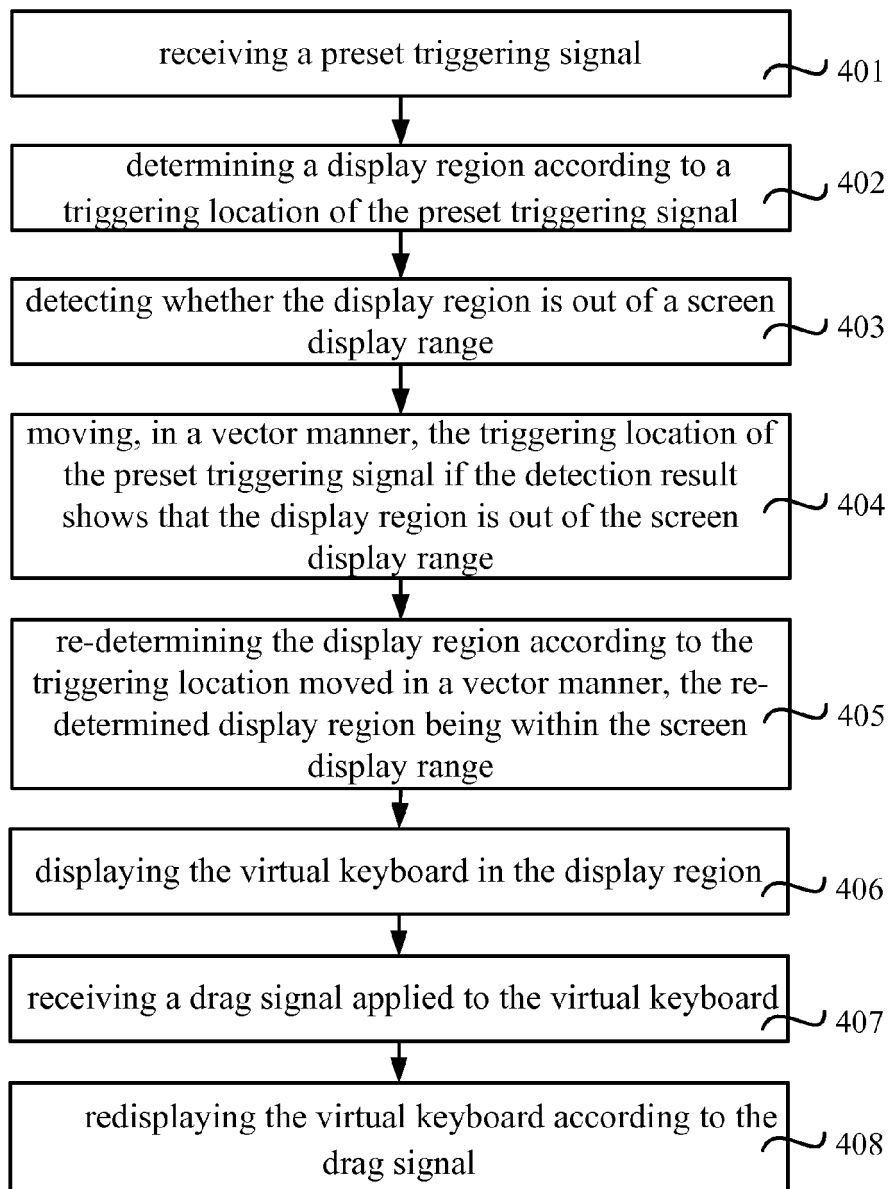 receiving a preset triggering signal
401
determining a display region according to a
triggering location of the preset triggering signal
402
detecting whether the display region is out of a screen
display range
403
moving, in a vector manner, the triggering location of
the preset triggering signal if the detection result
shows that the display region is out of the screen
display range
404
re-determining the display region according to the
triggering location moved in a vector manner, the re-
determined display region being within the screen
display range
405
displaying the virtual keyboard in the display region
406
receiving a drag signal applied to the virtual keyboard
407
redisplaying the virtual keyboard according to the
drag signal
408